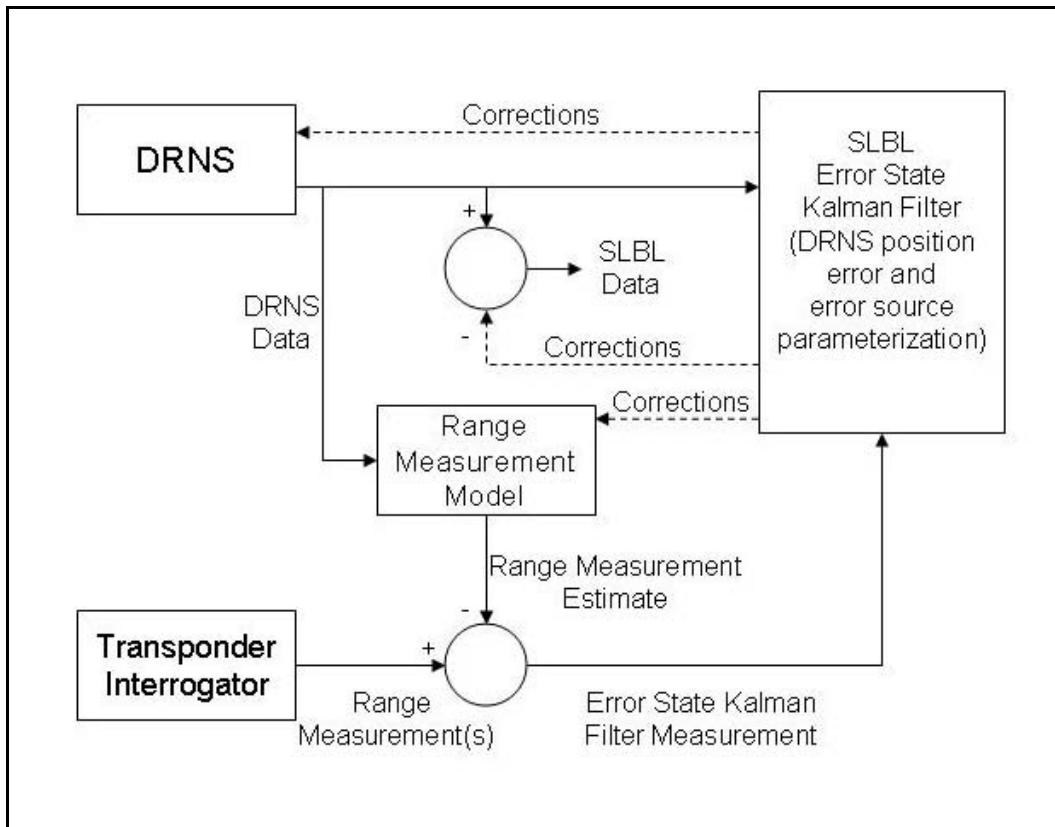 Corrections
DRNS
SLBL
Error State
Kalman Filter
(DRNS position
error and
error source
parameterization)
+
SLBL
Data
DRNS
Data
-
Corrections
Corrections
Range
Measurement
Model
Range Measurement
Estimate
-
Transponder
Interrogator
+
Range
Measurement(s)
Error State Kalman
Filter Measurement